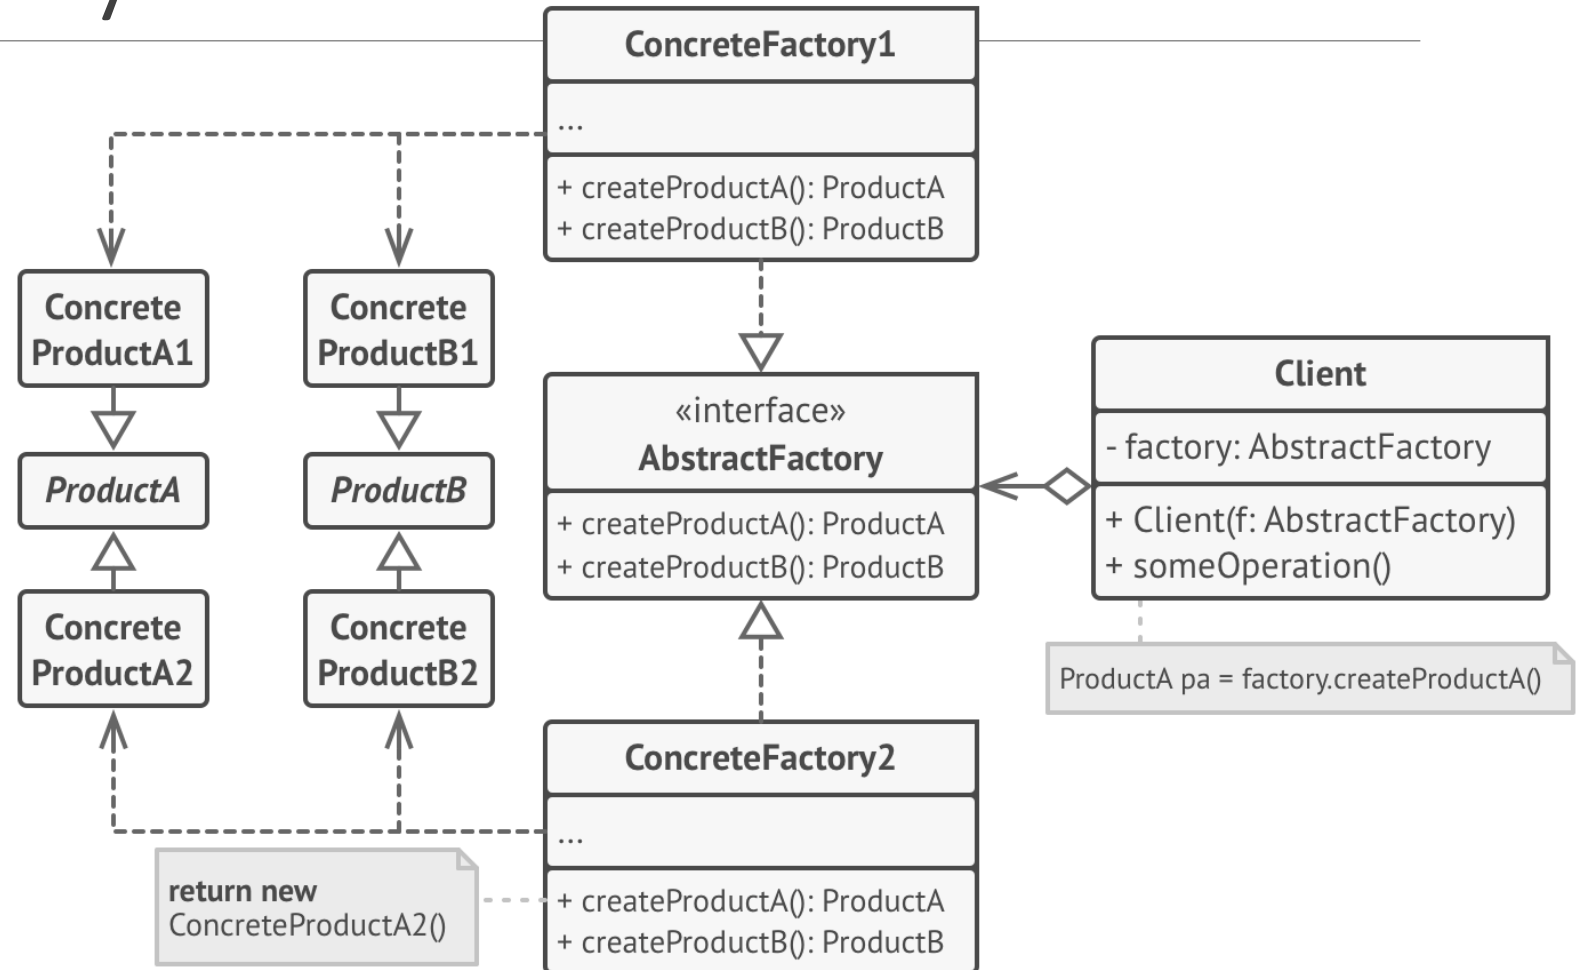 ConcreteFactory1
...
+ createProductA(): ProductA
+ createProductB(): ProductB
Concrete
ProductA1
Concrete
ProductB1
ProductA
ProductB
Concrete
ProductA2
Concrete
ProductB2
«interface»
AbstractFactory
+ createProductA(): ProductA
+ createProductB(): ProductB
Client
- factory: AbstractFactory
+ Client(f: AbstractFactory)
+ someOperation()
ProductA pa = factory.createProductA()
ConcreteFactory2
...
+ createProductA(): ProductA
+ createProductB(): ProductB
return new
ConcreteProductA2()